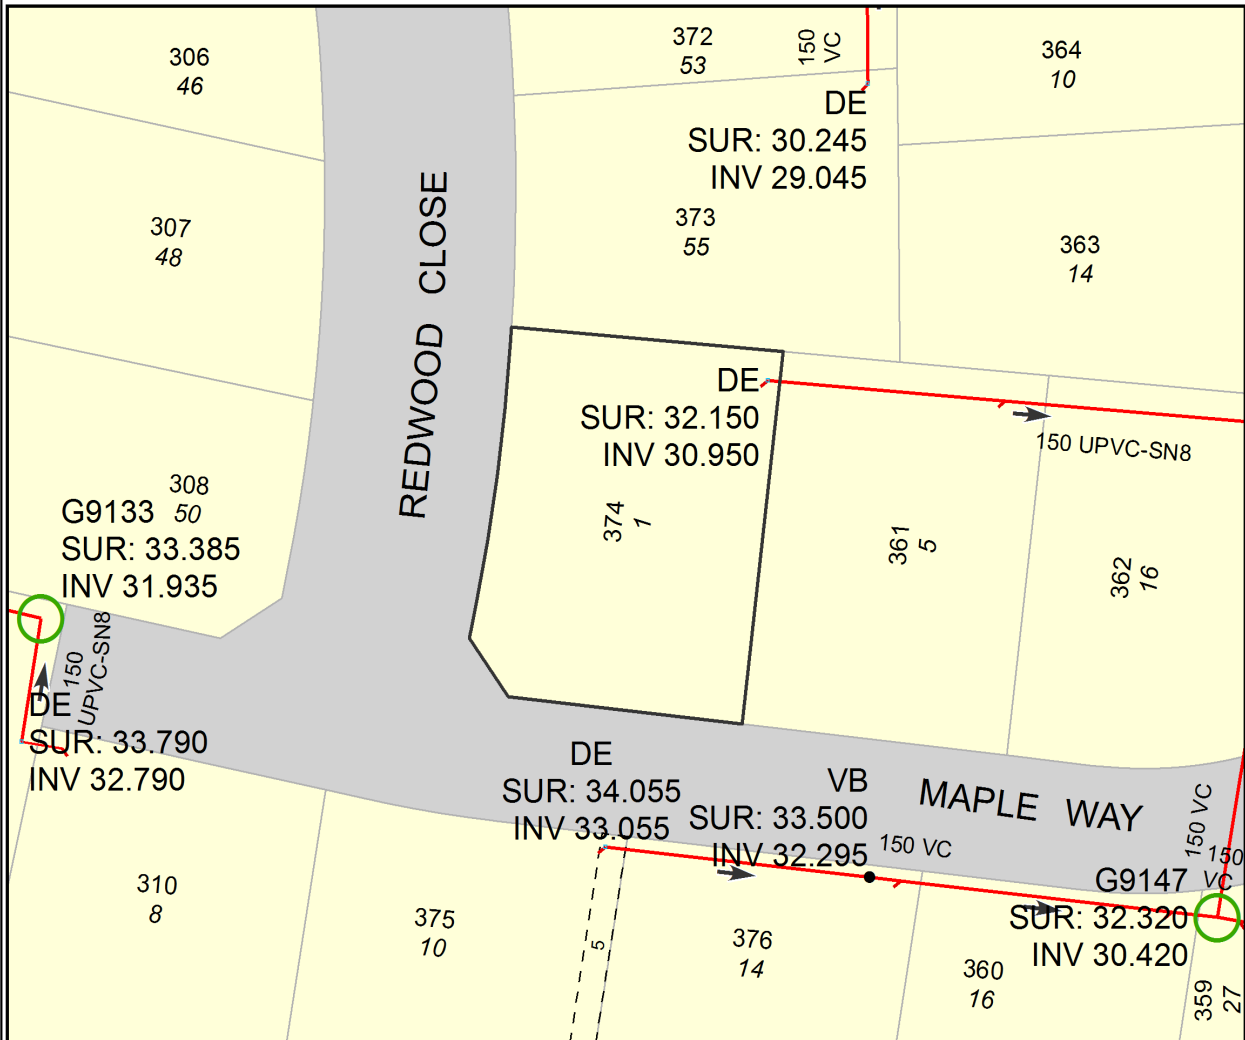 306
46
372
53
150
VC
364
10
DE
SUR: 30.245
INV 29.045
307
48
373
55
363
14
REDWOOD CLOSE
DE
SUR: 32.150
INV 30.950
150 UPVC-SN8
308
50
G9133
SUR: 33.385
INV 31.935
374
1
361
5
362
16
150
UPVC-SN8
DE
SUR: 33.790
INV 32.790
DE
SUR: 34.055
INV 33.055
VB
SUR: 33.500
INV 32.295
MAPLE WAY
150 VC
150 VC
150
VC
G9147
SUR: 32.320
INV 30.420
310
8
375
10
5
376
14
360
16
359
27